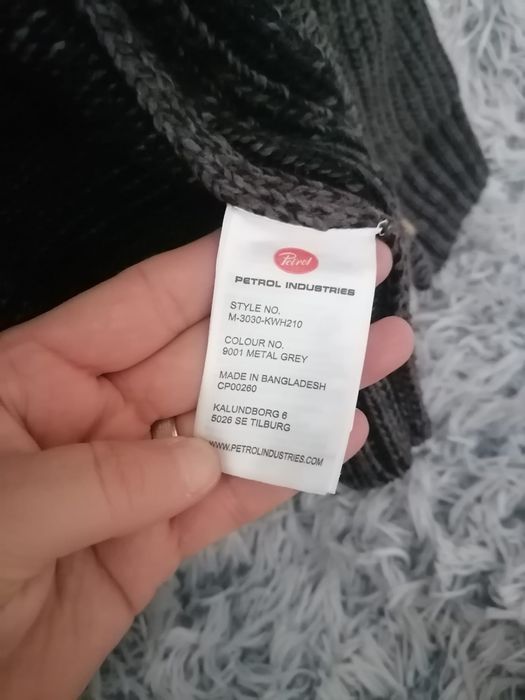 Petrol
PETROL INDUSTRIES
STYLE NO.
M-3030-KWH210
COLOUR NO.
9001 METAL GREY
MADE IN BANGLADESH
CP00260
KALUNDBORG 6
5026 SE TILBURG
WWW.PETROLINDUSTRIES.COM